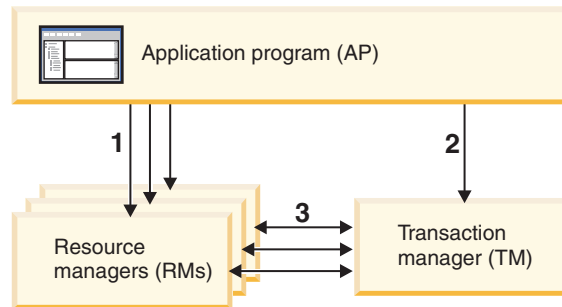 Application program (AP)
1
2
3
Resource
managers (RMs)
Transaction
manager (TM)